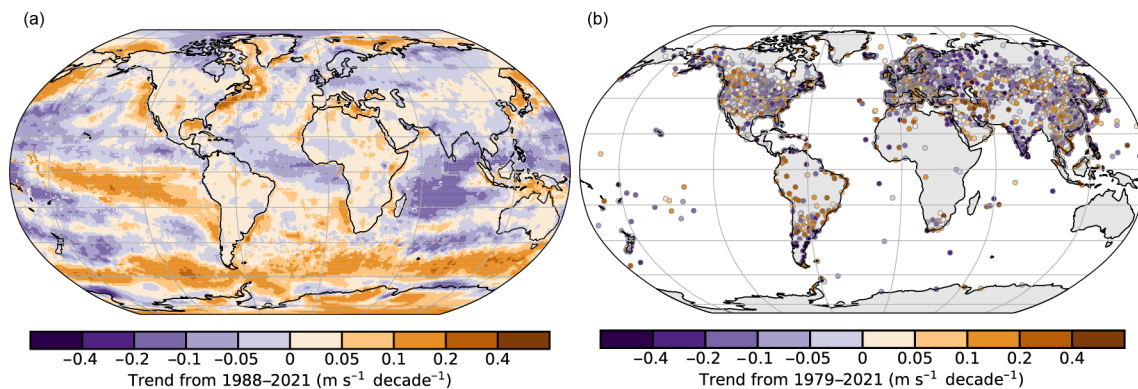 (a)
(b)
−0.4 −0.2 −0.1 −0.05 0 0.05 0.1 0.2 0.4
Trend from 1988–2021 (m s⁻¹ decade⁻¹)
−0.4 −0.2 −0.1 −0.05 0 0.05 0.1 0.2 0.4
Trend from 1979–2021 (m s⁻¹ decade⁻¹)